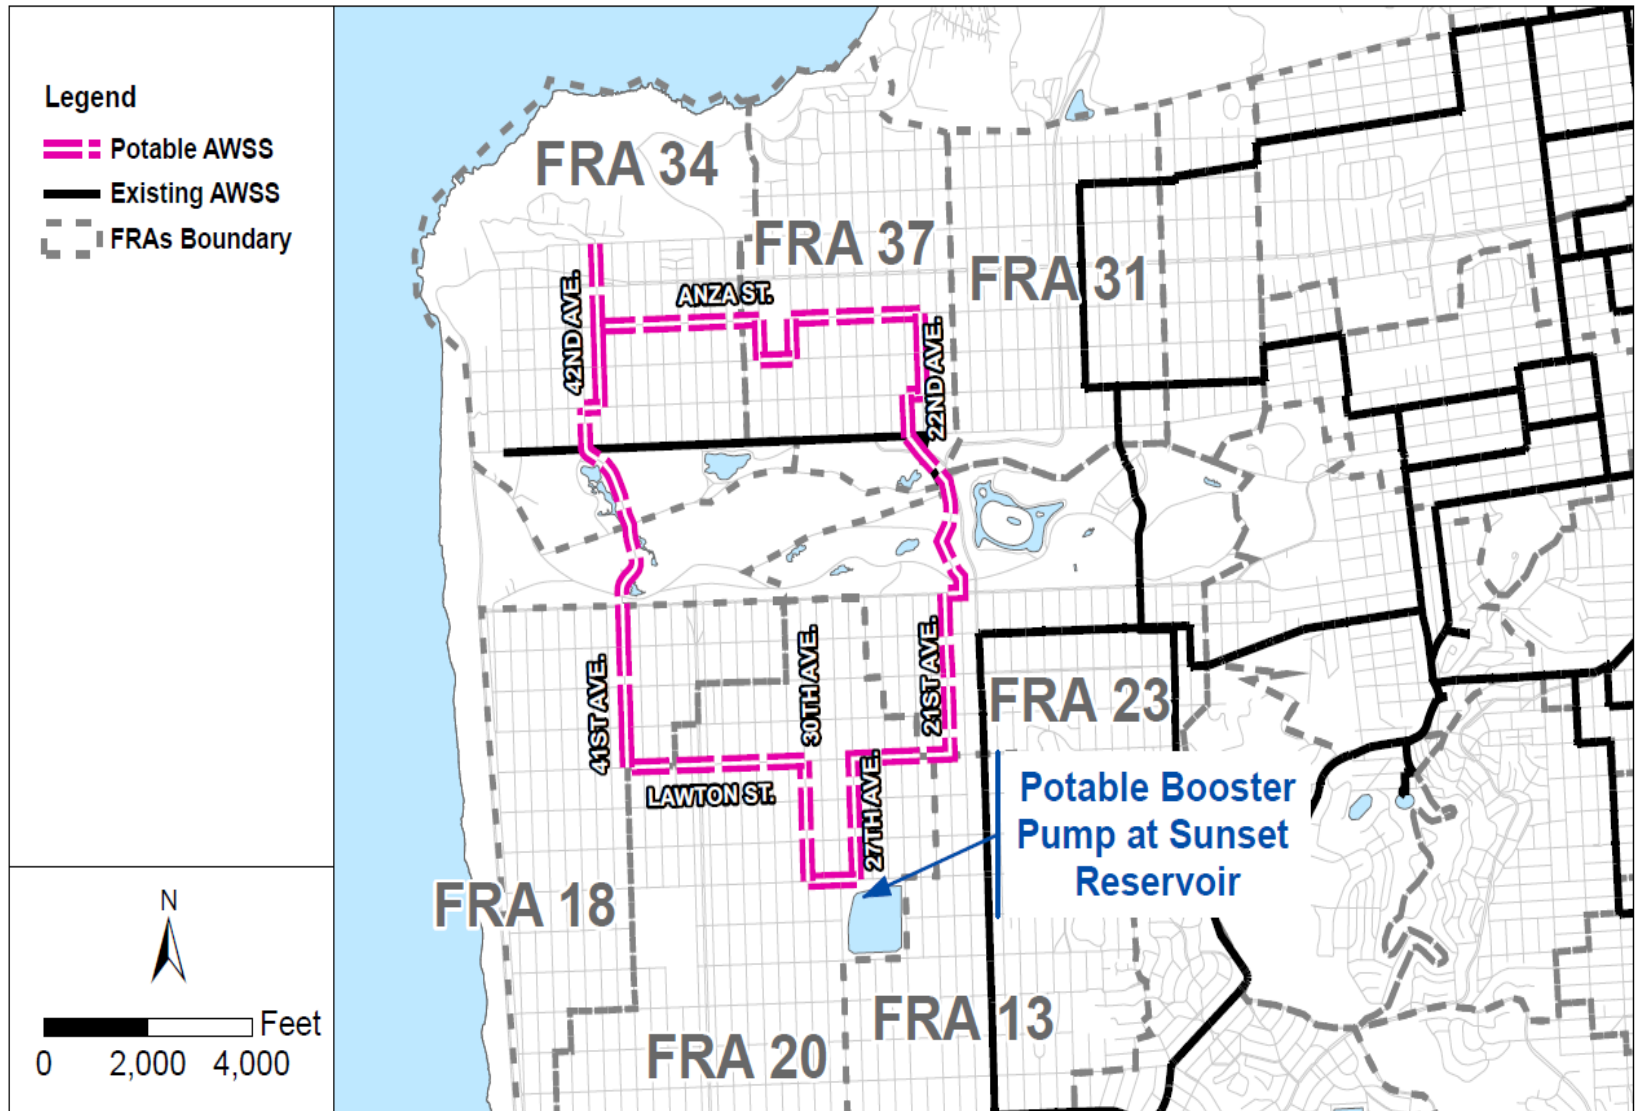 Legend
Potable AWSS
Existing AWSS
FRAs Boundary
N
Feet
0 2,000 4,000
FRA 34
FRA 37
FRA 31
ANZA ST.
42ND AVE.
22ND AVE.
41ST AVE.
30TH AVE.
21ST AVE.
FRA 23
LAWTON ST.
27TH AVE.
Potable Booster
Pump at Sunset
Reservoir
FRA 18
FRA 13
FRA 20